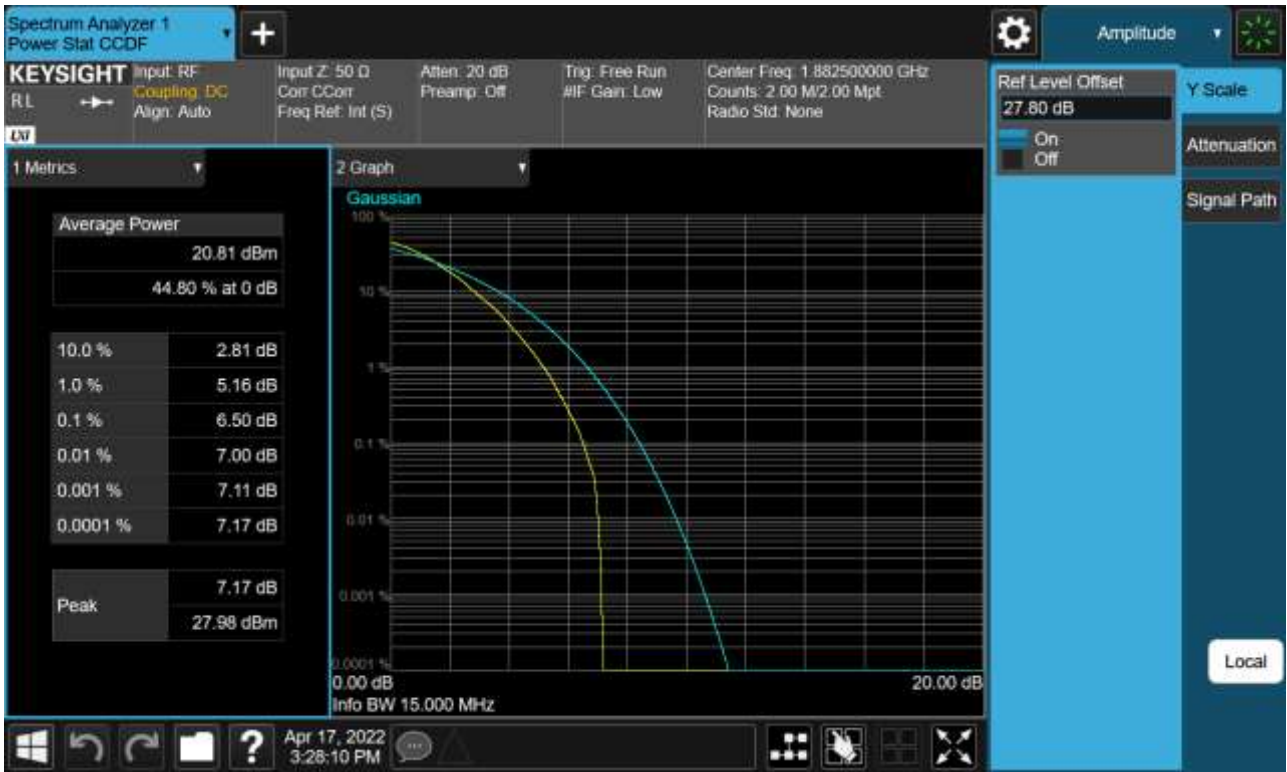 Spectrum Analyzer 1
Power Stat CCDF
+
Amplitude
KEYSIGHT
RL
LXI
Input: RF
Coupling: DC
Align: Auto
Input Z: 50 Ω
Corr CCorr
Freq Ref: Int (S)
Atten: 20 dB
Preamp: Off
Trig: Free Run
#IF Gain: Low
Center Freq: 1.882500000 GHz
Counts: 2.00 M/2.00 Mpt
Radio Std: None
Ref Level Offset
27.80 dB
On
Off
Y Scale
Attenuation
Signal Path
Local
1 Metrics
Average Power
20.81 dBm
44.80 % at 0 dB
10.0 % 2.81 dB
1.0 % 5.16 dB
0.1 % 6.50 dB
0.01 % 7.00 dB
0.001 % 7.11 dB
0.0001 % 7.17 dB
Peak
7.17 dB
27.98 dBm
2 Graph
Gaussian
100 %
10 %
1 %
0.1 %
0.01 %
0.001 %
0.0001 %
0.00 dB 20.00 dB
Info BW 15.000 MHz
?
Apr 17, 2022
3:28:10 PM